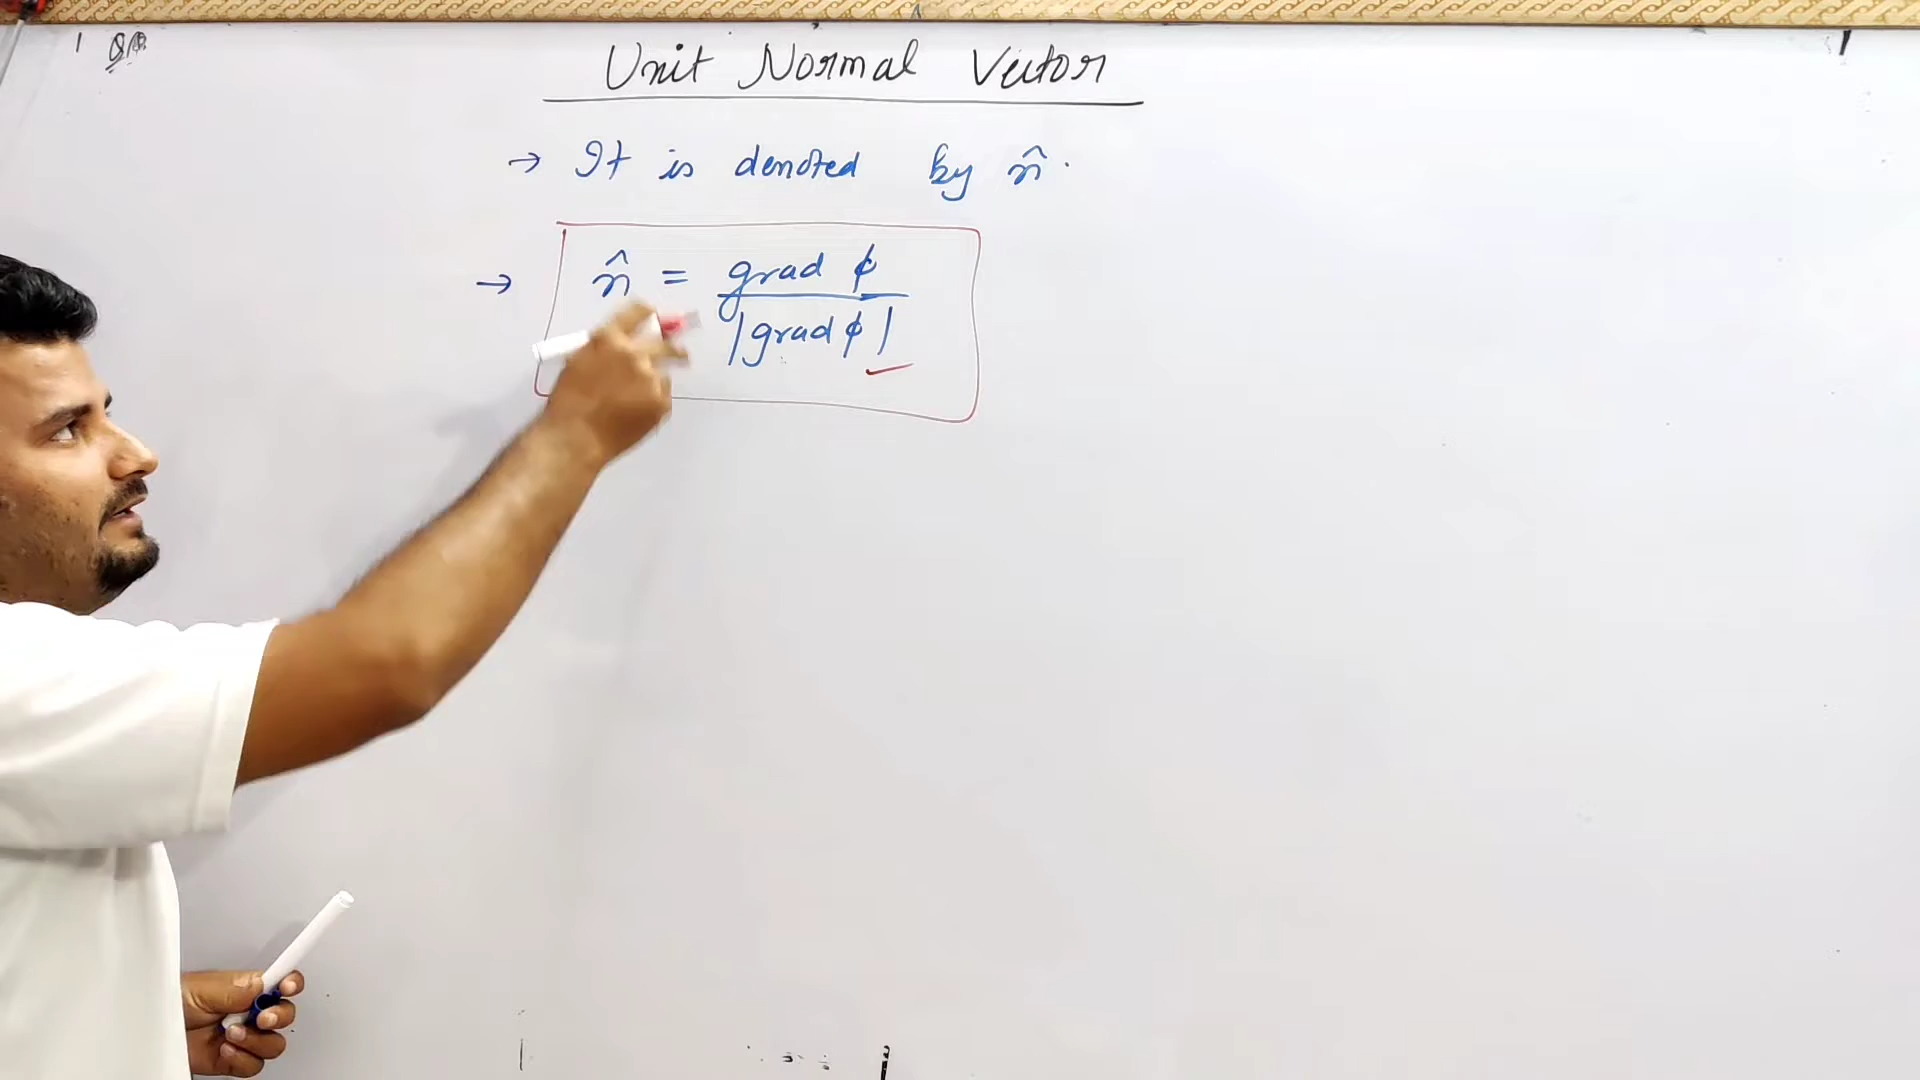 Unit Normal Vector
→ It is denoted by n̂.
→ n̂ = grad ϕ
|grad ϕ|